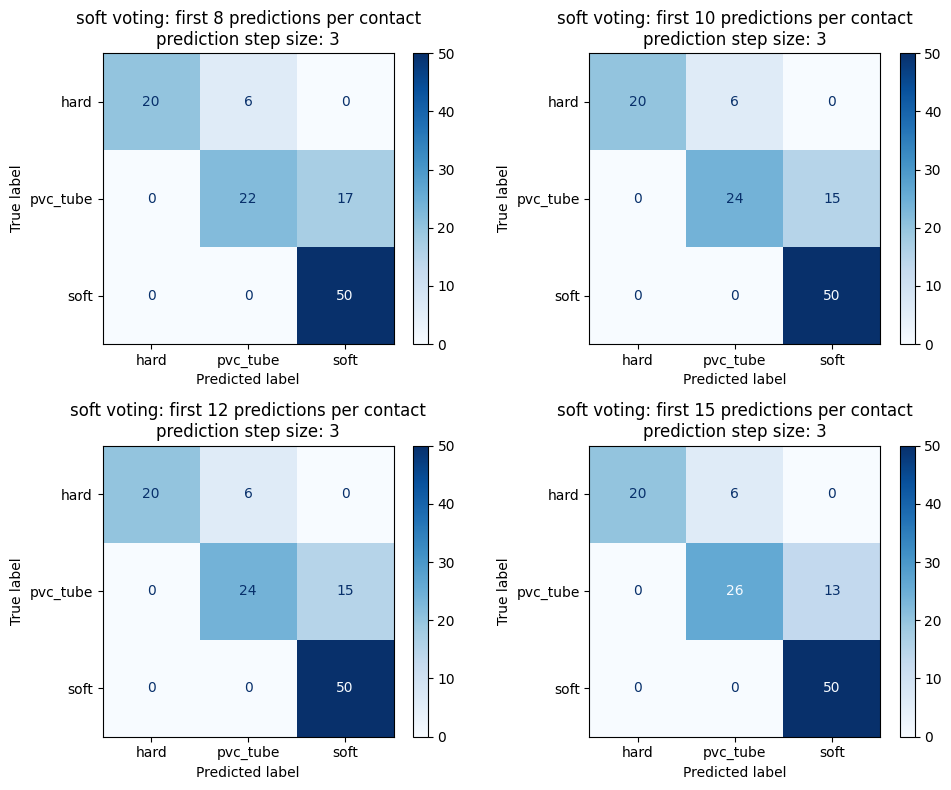 soft voting: first 8 predictions per contact
prediction step size: 3
hard
pvc_tube
soft
True label
20 6 0
0 22 17
0 0 50
hard pvc_tube soft
Predicted label
50
40
30
20
10
0
soft voting: first 10 predictions per contact
prediction step size: 3
hard
pvc_tube
soft
True label
20 6 0
0 24 15
0 0 50
hard pvc_tube soft
Predicted label
50
40
30
20
10
0
soft voting: first 12 predictions per contact
prediction step size: 3
hard
pvc_tube
soft
True label
20 6 0
0 24 15
0 0 50
hard pvc_tube soft
Predicted label
50
40
30
20
10
0
soft voting: first 15 predictions per contact
prediction step size: 3
hard
pvc_tube
soft
True label
20 6 0
0 26 13
0 0 50
hard pvc_tube soft
Predicted label
50
40
30
20
10
0